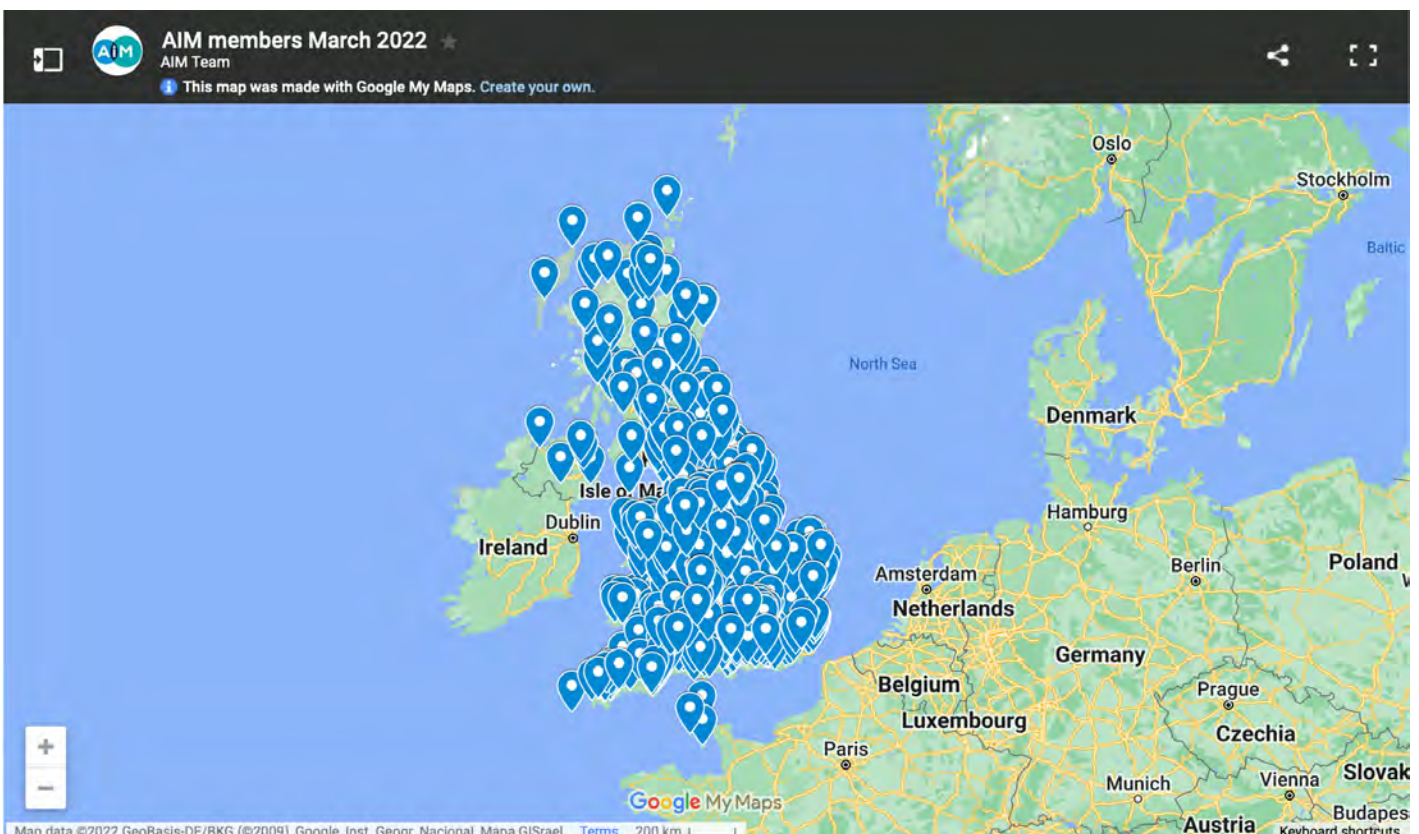 AIM
AIM members March 2022
AIM Team
This map was made with Google My Maps. Create your own.
Oslo
Stockholm
Baltic
North Sea
Denmark
Isle o
Dublin
Ireland
Hamburg
Amsterdam
Berlin
Poland
Netherlands
Germany
Belgium
Prague
Luxembourg
Czechia
Paris
Munich
Vienna
Slovak
Google My Maps
Budapes
Austria
Map data ©2022 GeoBasis-DE/BKG (©2009), Google, Inst. Geogr. Nacional, Mapa GISrael Terms 200 km
Keyboard shortcuts